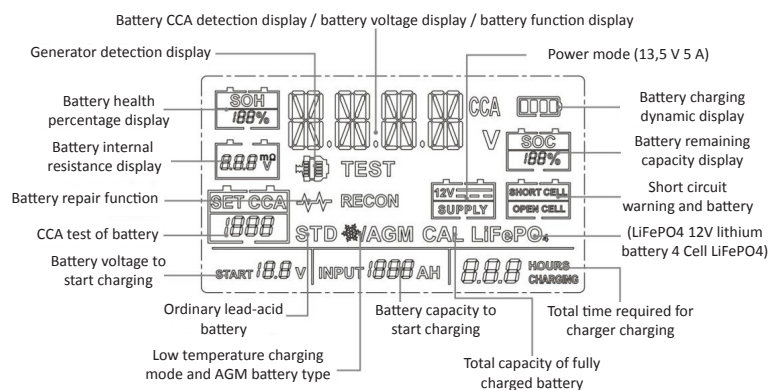 Battery CCA detection display / battery voltage display / battery function display
Generator detection display
Power mode (13,5 V 5 A)
Battery health
percentage display
SOH
188%
CCA
Battery charging
dynamic display
Battery internal
resistance display
8.8.8 mΩ V
TEST
V
SOC
188%
Battery remaining
capacity display
Battery repair function
SET CCA
RECON
12V
SUPPLY
SHORT CELL
OPEN CELL
Short circuit
warning and battery
CCA test of battery
1888
STD /AGM CAL LiFePO4
(LiFePO4 12V lithium
battery 4 Cell LiFePO4)
Battery voltage to
start charging
START 18.8 V INPUT 1888 AH 8.8.8 HOURS
CHARGING
Ordinary lead-acid
battery
Battery capacity to
start charging
Total time required for
charger charging
Low temperature charging
mode and AGM battery type
Total capacity of fully
charged battery